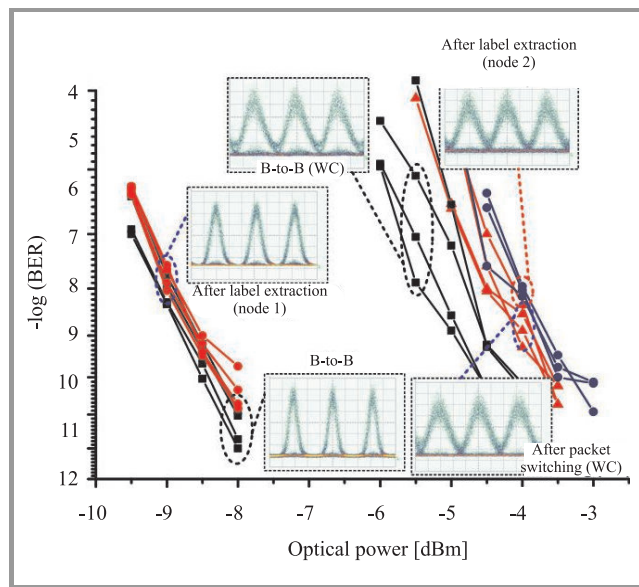 After label extraction
(node 2)
4
5
6
7
8
9
10
11
12
-log (BER)
B-to-B (WC)
After label extraction
(node 1)
B-to-B
After packet
switching (WC)
-10
-9
-8
-7
-6
-5
-4
-3
Optical power [dBm]